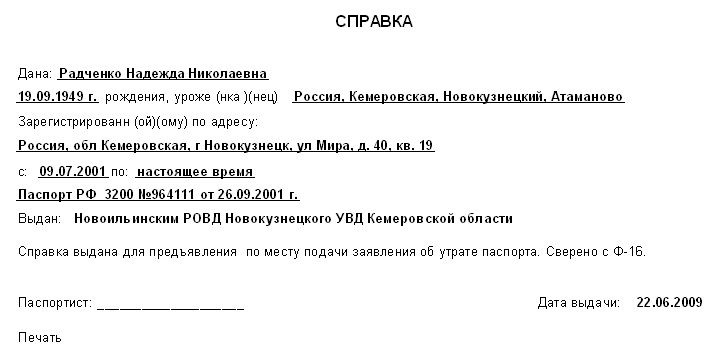 СПРАВКА
Дана: Радченко Надежда Николаевна
19.09.1949 г. рождения, уроже (нка )(нец) Россия, Кемеровская, Новокузнецкий, Атаманово
Зарегистрированн (ой)(ому) по адресу:
Россия, обл Кемеровская, г Новокузнецк, ул Мира, д. 40, кв. 19
с: 09.07.2001 по: настоящее время
Паспорт РФ 3200 №964111 от 26.09.2001 г.
Выдан: Новоильинским РОВД Новокузнецкого УВД Кемеровской области
Справка выдана для предъявления по месту подачи заявления об утрате паспорта. Сверено с Ф-16.
Паспортист: ____________________ Дата выдачи: 22.06.2009
Печать